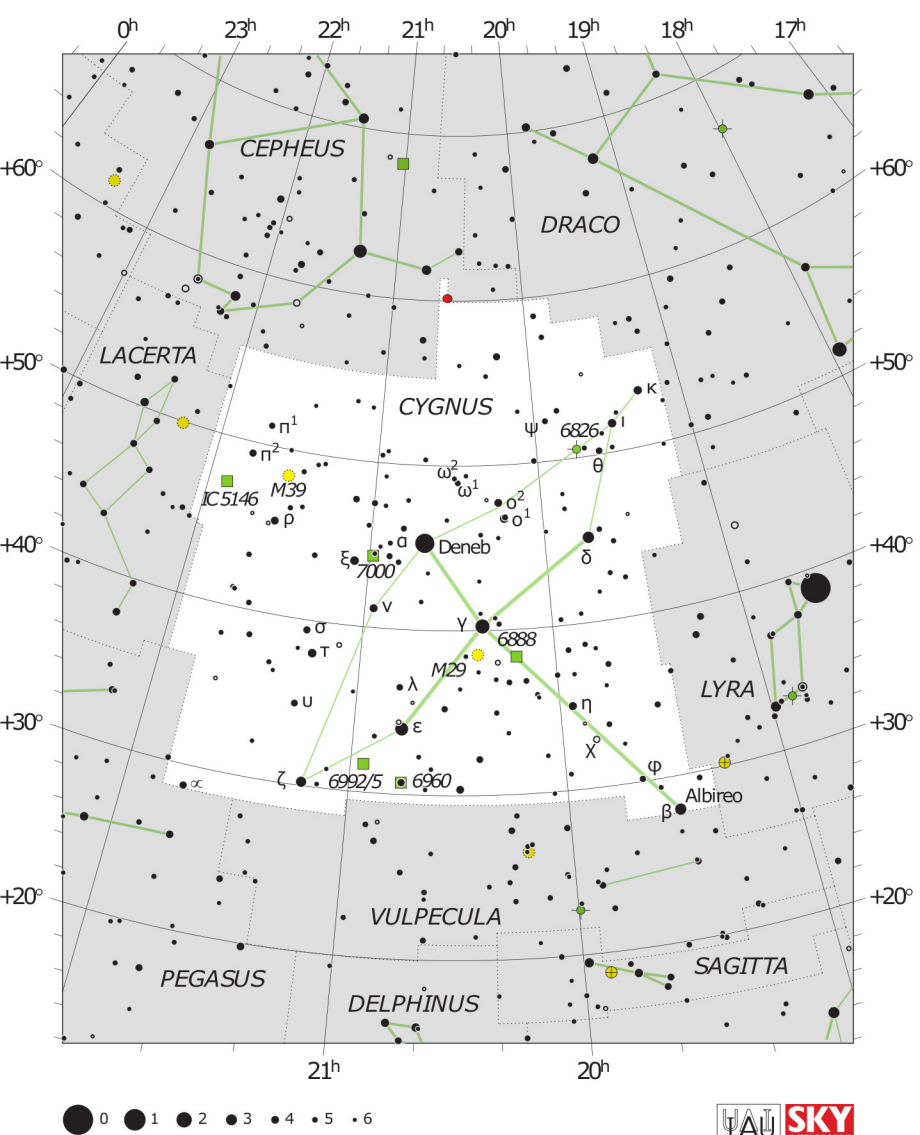 0h 23h 22h 21h 20h 19h 18h 17h
+60° +60°
CEPHEUS
DRACO
+50° +50°
LACERTA
κ
CYGNUS
π¹ ψ 6826 ι
π²
ω² θ
IC 5146 M39 ω¹
ο²
ρ ο¹
+40° α Deneb +40°
ξ 7000 δ
ν
σ γ
6888
τ M29
λ LYRA
υ η
+30° ε +30°
χ
φ
ζ 6992/5 6960
∝ Albireo
β
+20° +20°
VULPECULA
PEGASUS SAGITTA
DELPHINUS
21h 20h
0 1 2 3 4 5 6
IAU SKY